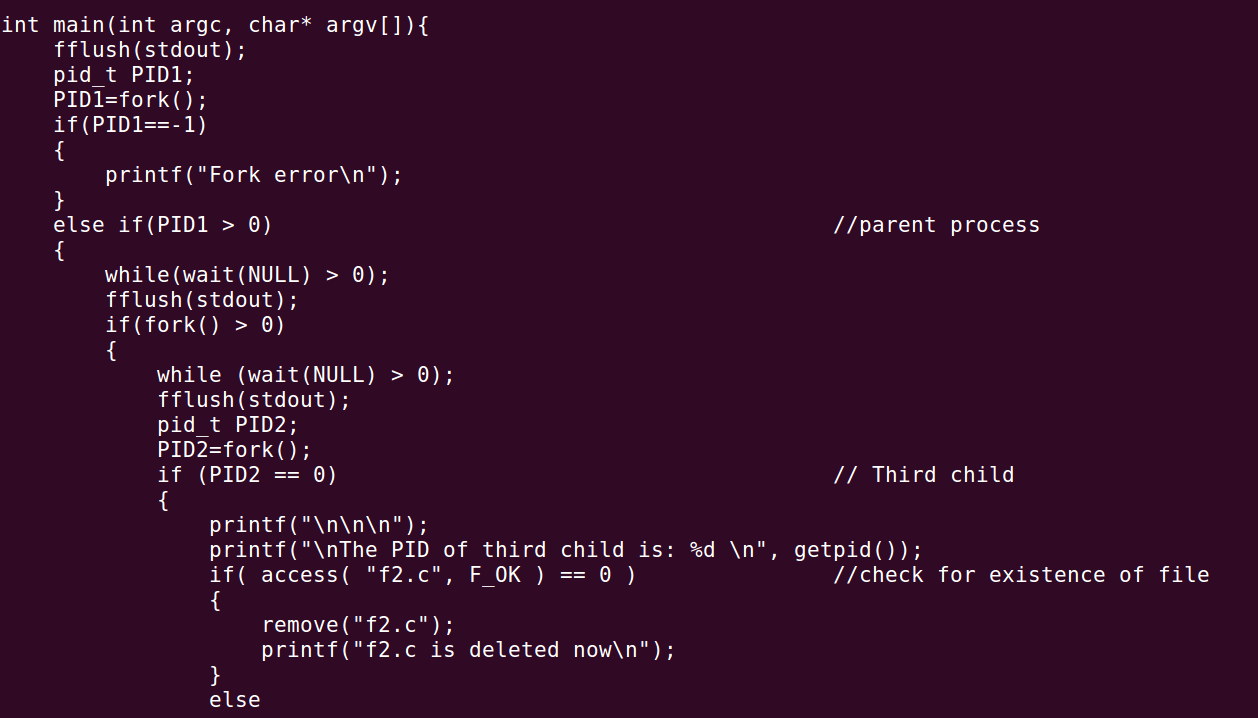 int main(int argc, char* argv[]){
    fflush(stdout);
    pid_t PID1;
    PID1=fork();
    if(PID1==-1)
    {
        printf("Fork error\n");
    }
    else if(PID1 > 0)                                           //parent process
    {
        while(wait(NULL) > 0);
        fflush(stdout);
        if(fork() > 0)
        {
            while (wait(NULL) > 0);
            fflush(stdout);
            pid_t PID2;
            PID2=fork();
            if (PID2 == 0)                                      // Third child
            {
                printf("\n\n\n");
                printf("\nThe PID of third child is: %d \n", getpid());
                if( access( "f2.c", F_OK ) == 0 )               //check for existence of file
                {
                    remove("f2.c");
                    printf("f2.c is deleted now\n");
                }
                else